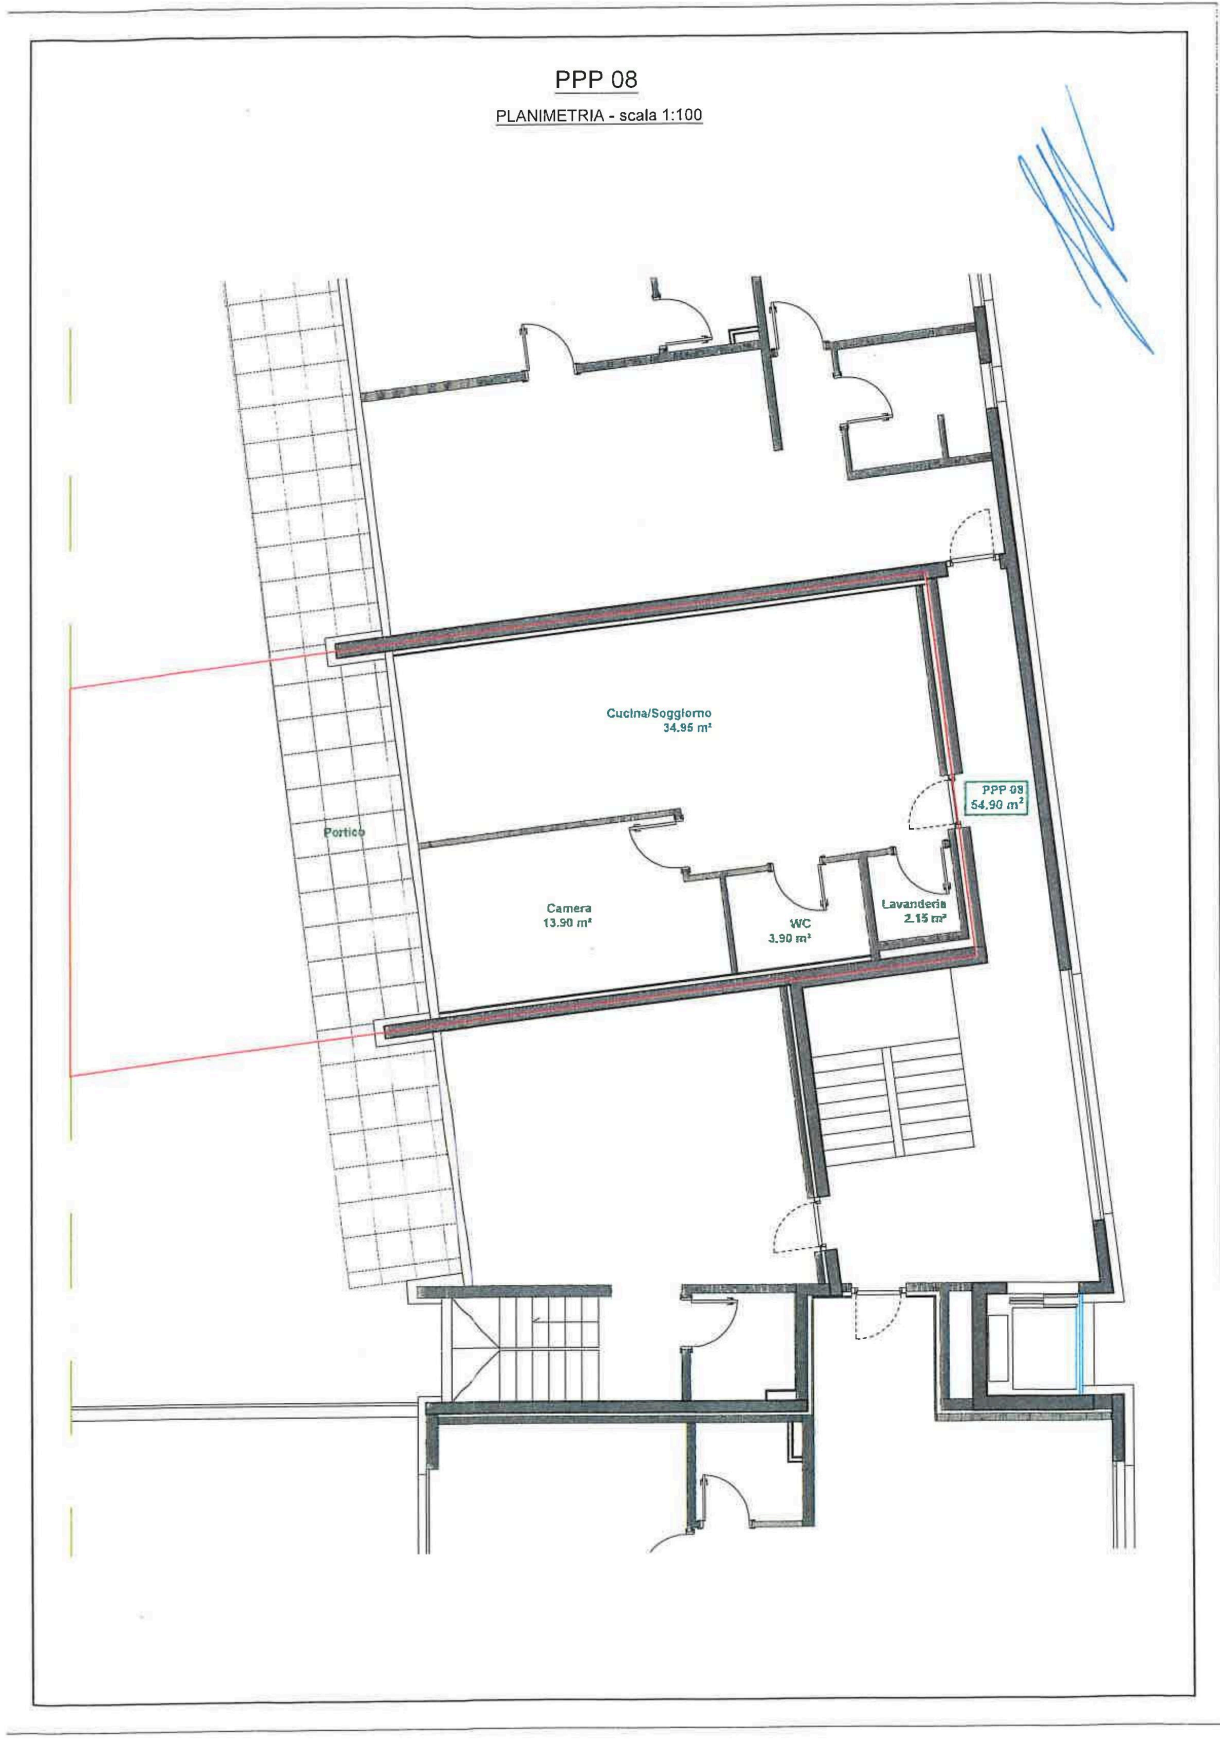 PPP 08
PLANIMETRIA - scala 1:100
Cucina/Soggiorno
34.95 m²
PPP 08
54.90 m²
Portico
Camera
13.90 m²
WC
3.90 m²
Lavanderia
2.15 m²